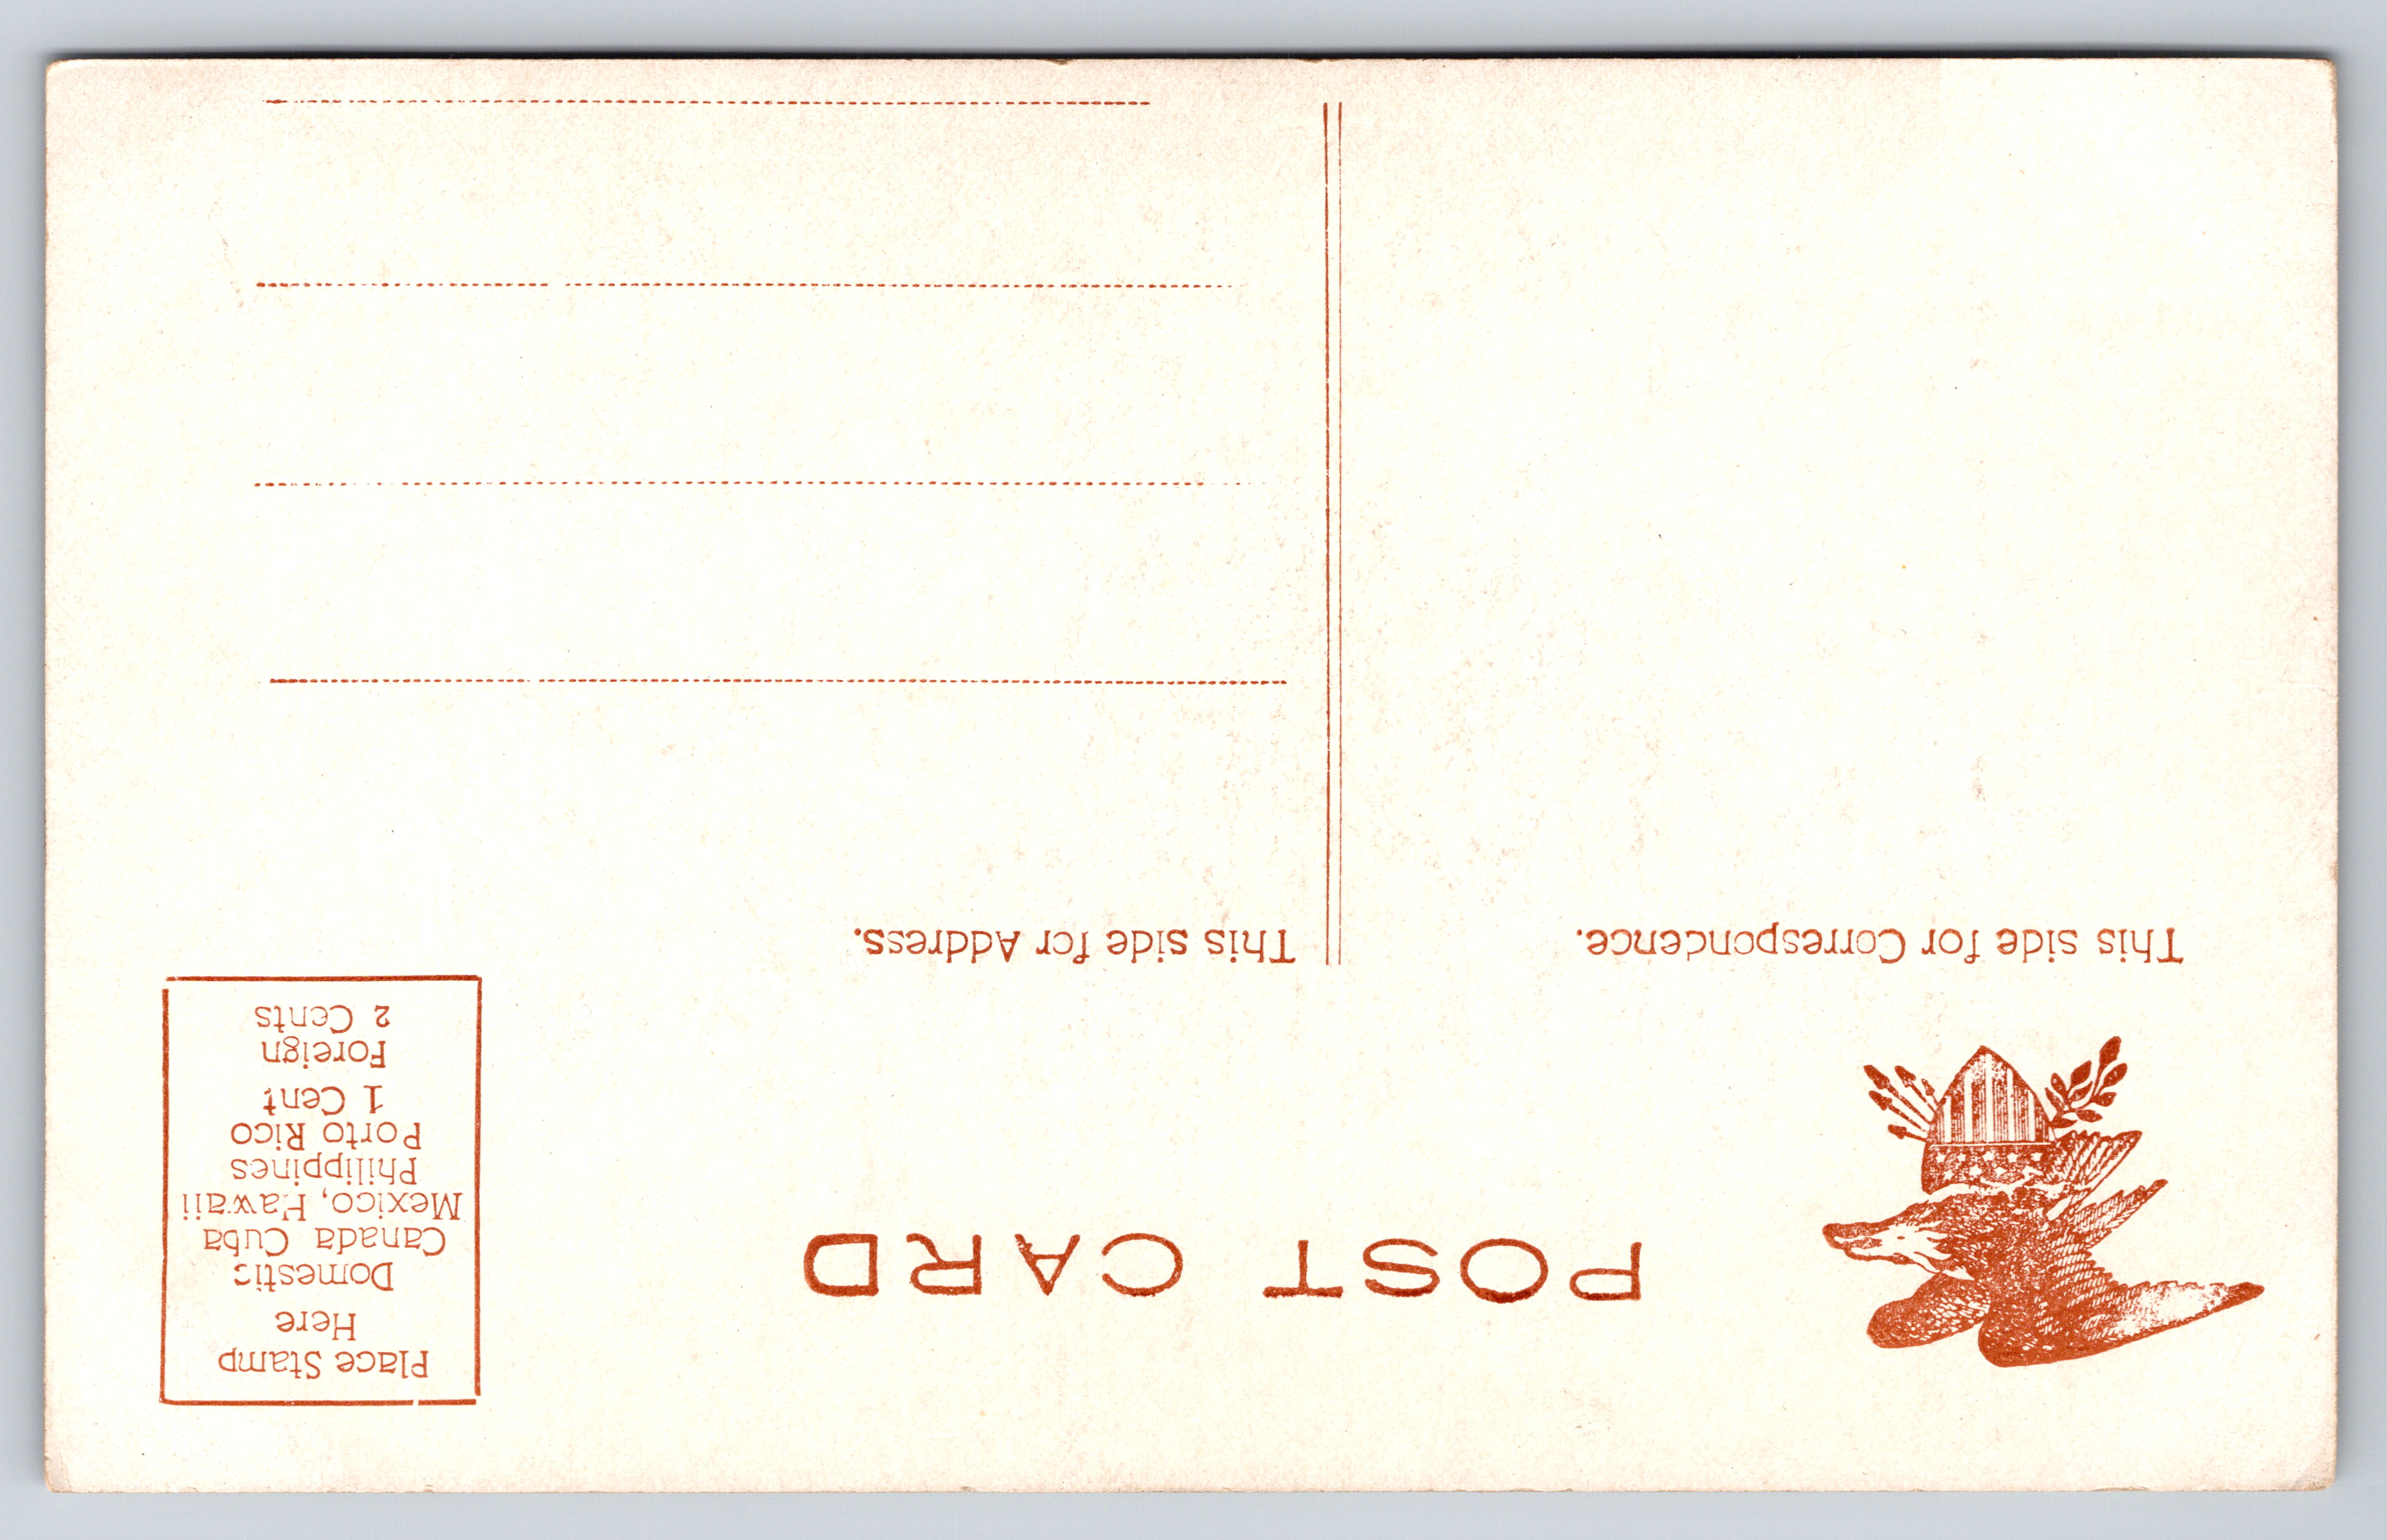 POST CARD
Place Stamp
Here
Domestic
Canada Cuba
Mexico, Hawaii
Philippines
Porto Rico
1 Cent
Foreign
2 Cents
This side for Correspondence.
This side for Address.